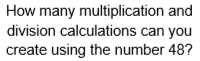 How many multiplication and
division calculations can you
create using the number 48?